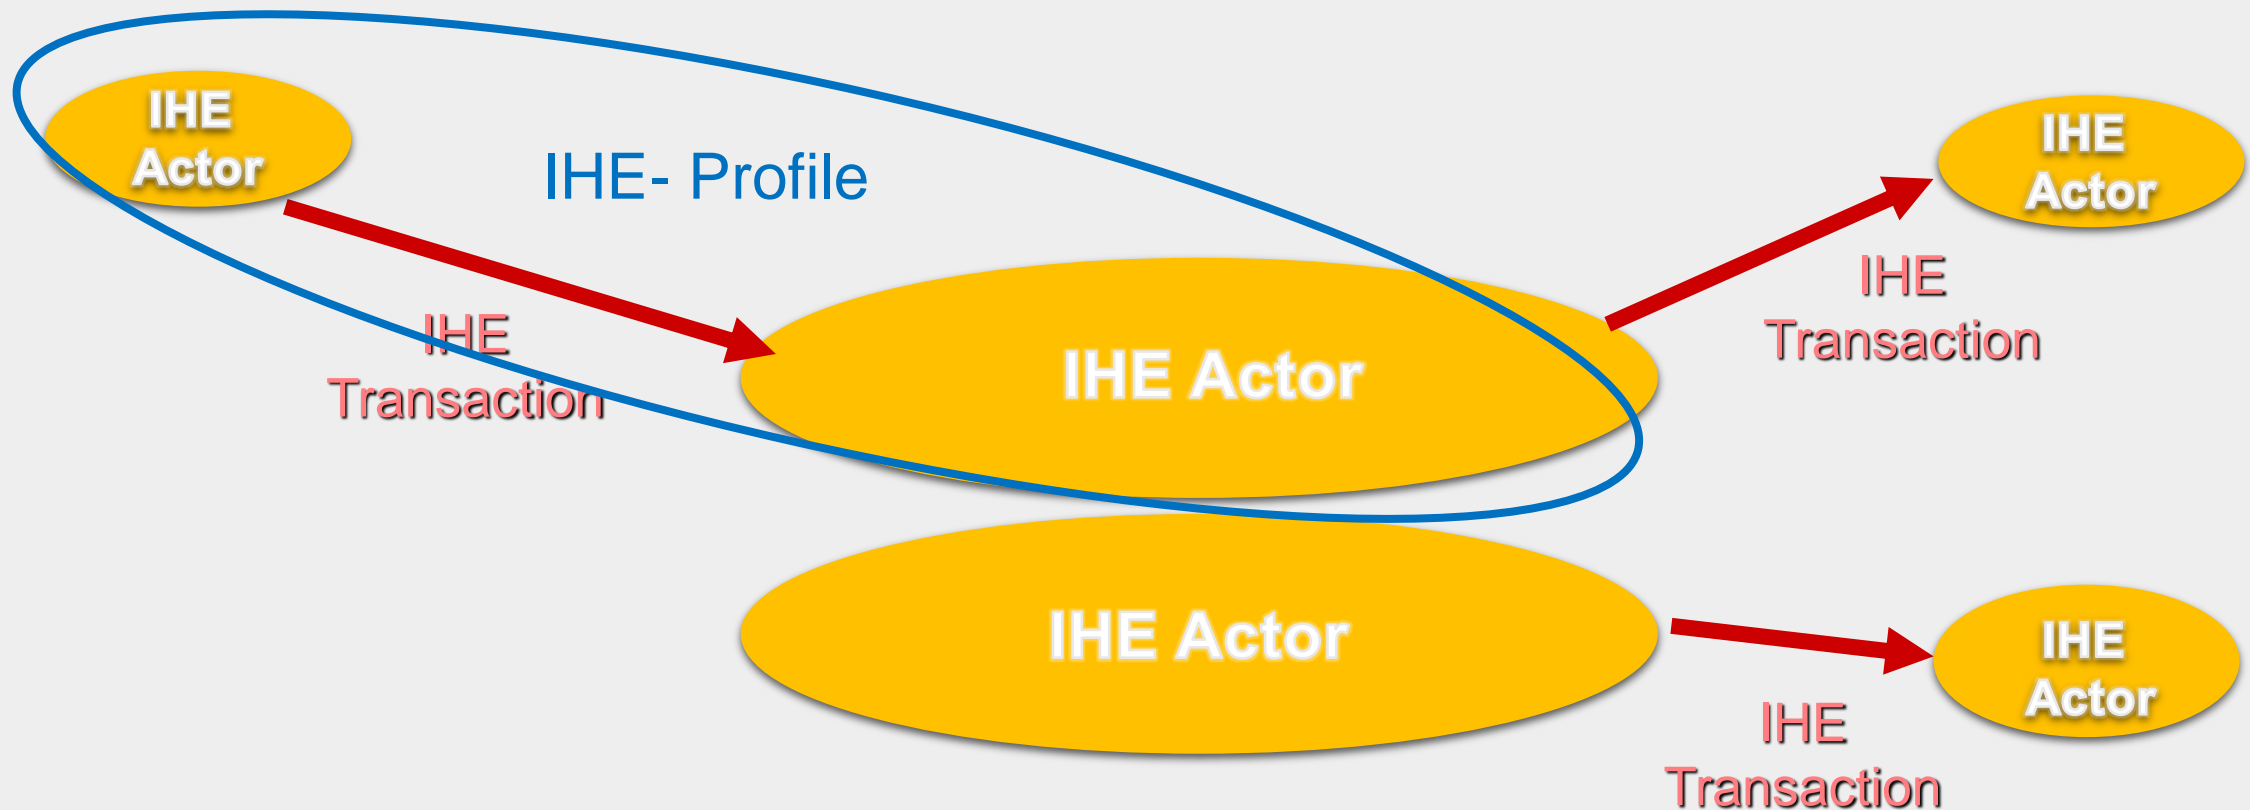 IHE
Actor
IHE- Profile
IHE
Actor
IHE
Transaction
IHE
Transaction
IHE Actor
IHE Actor
IHE
Actor
IHE
Transaction